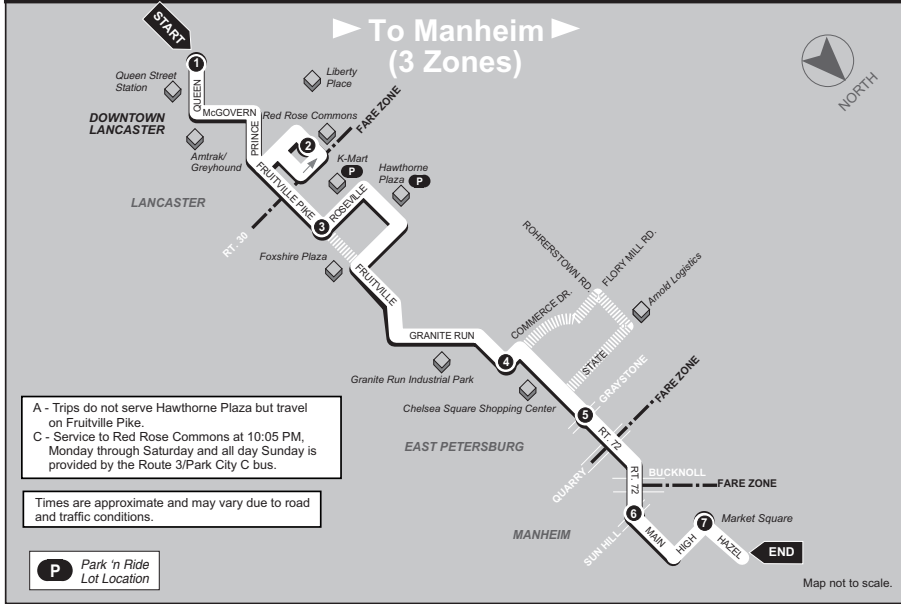 To Manheim
(3 Zones)
START
1
Queen Street
Station
QUEEN
DOWNTOWN
LANCASTER
McGOVERN
Amtrak/
Greyhound
PRINCE
Liberty
Place
Red Rose Commons
2
FARE ZONE
NORTH
K-Mart
P
Hawthorne
Plaza P
LANCASTER
FRUITVILLE PIKE
ROSEVILLE
3
RT. 30
Foxshire Plaza
FRUITVILLE
ROHRERSTOWN RD.
FLORY MILL RD.
Arnold Logistics
COMMERCE DR.
GRANITE RUN
4
STATE
Granite Run Industrial Park
Chelsea Square Shopping Center
GRAYSTONE
FARE ZONE
5
EAST PETERSBURG
RT. 72
QUARRY
RT. 72
BUCKNOLL
FARE ZONE
6
MANHEIM
SUN HILL
MAIN
HIGH
7
Market Square
HAZEL
END
A - Trips do not serve Hawthorne Plaza but travel
on Fruitville Pike.
C - Service to Red Rose Commons at 10:05 PM,
Monday through Saturday and all day Sunday is
provided by the Route 3/Park City C bus.
Times are approximate and may vary due to road
and traffic conditions.
P Park 'n Ride
Lot Location
Map not to scale.